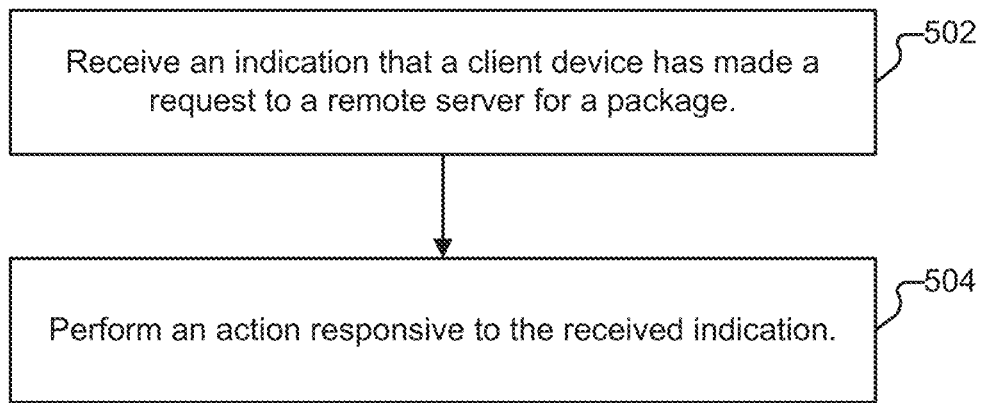 Receive an indication that a client device has made a
request to a remote server for a package.
502
Perform an action responsive to the received indication.
504